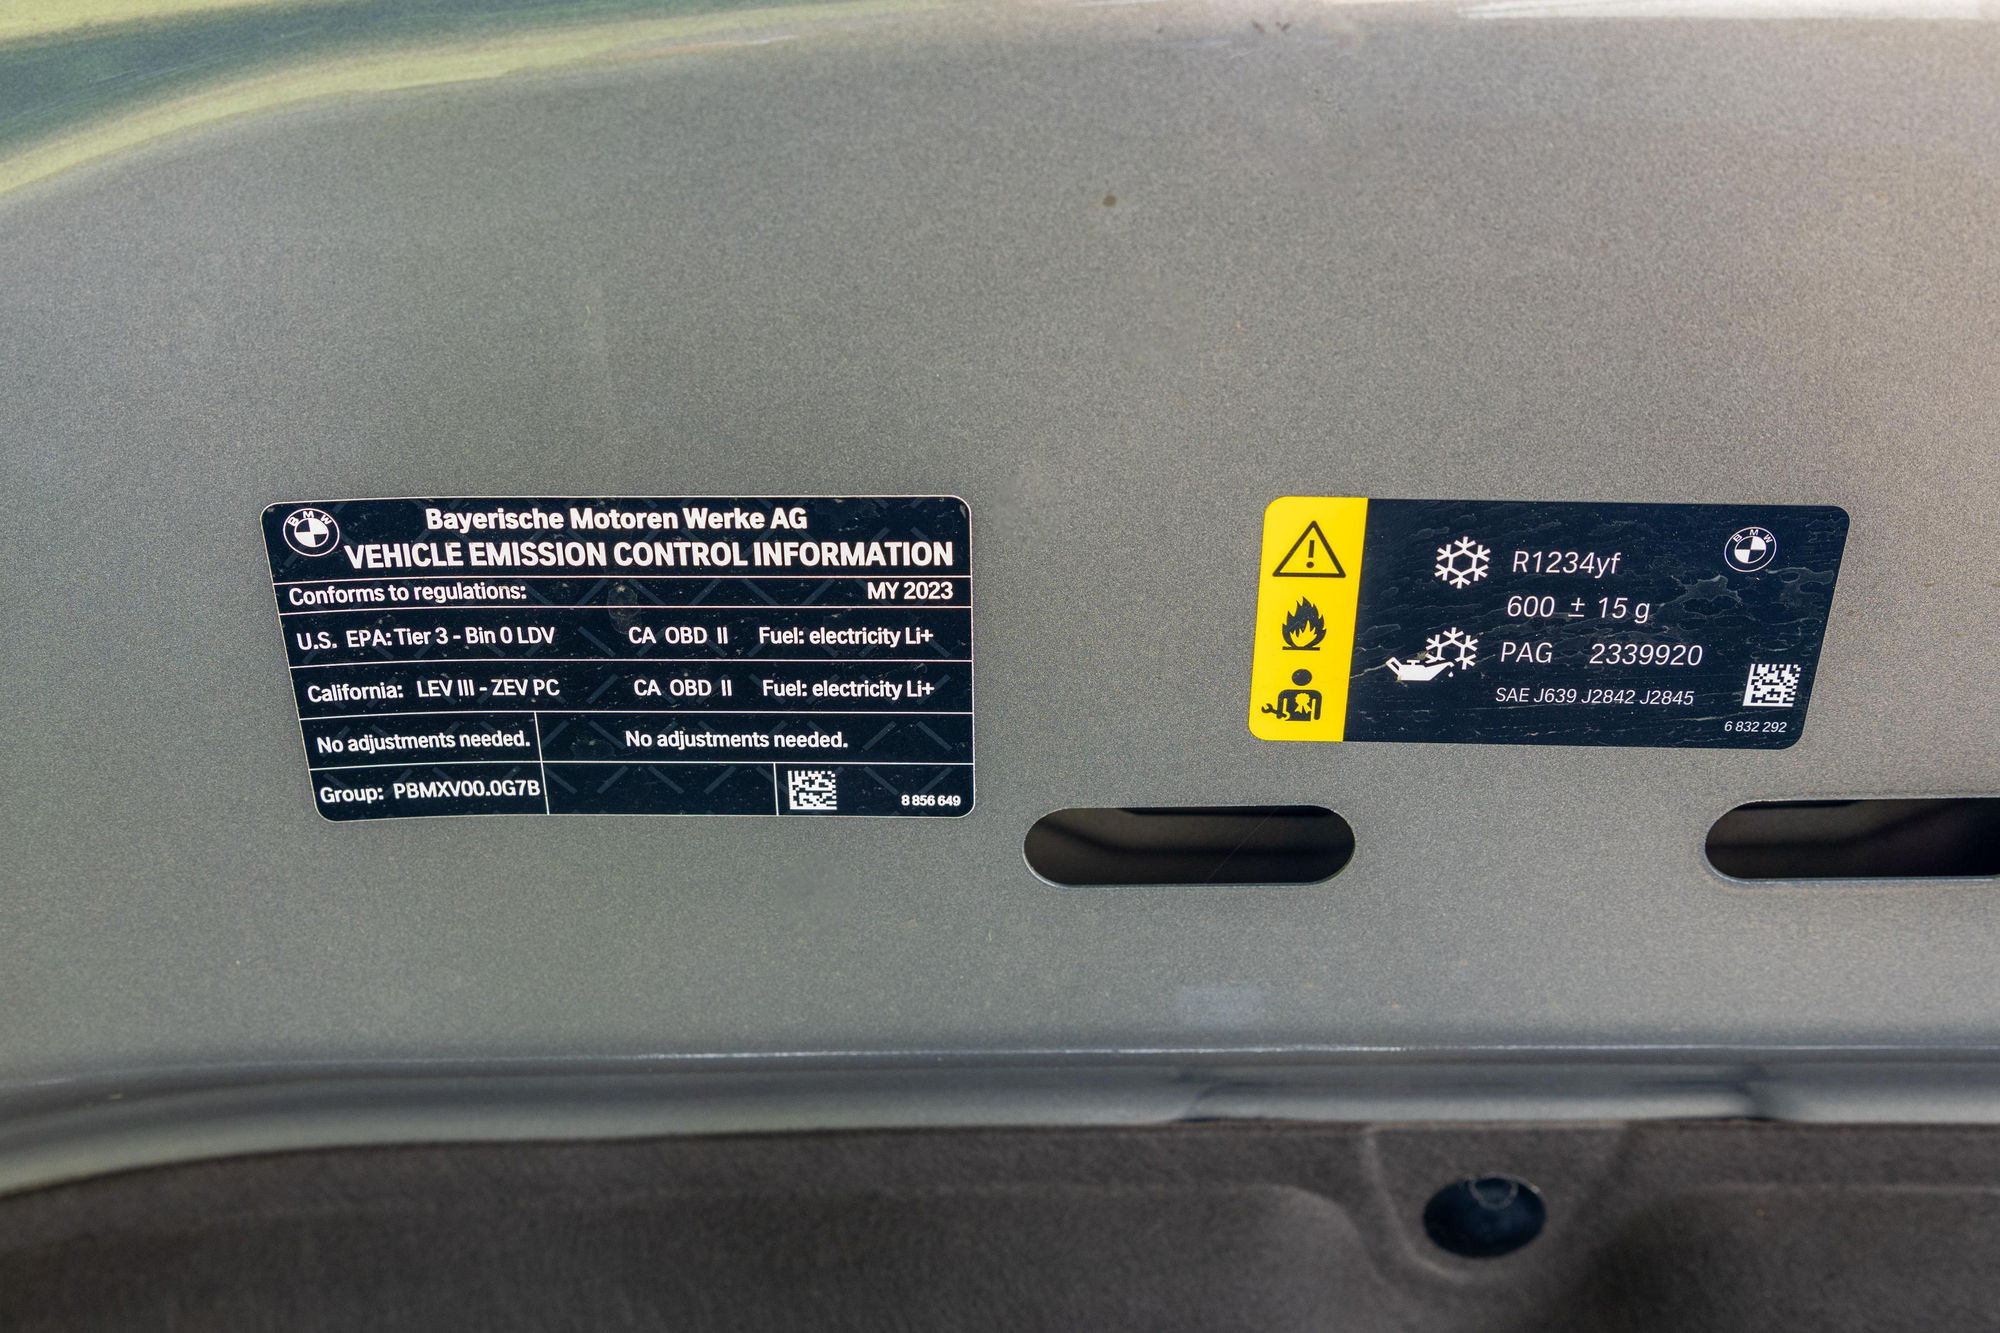 BMW
Bayerische Motoren Werke AG
VEHICLE EMISSION CONTROL INFORMATION
Conforms to regulations: MY 2023
U.S. EPA: Tier 3 - Bin 0 LDV CA OBD II Fuel: electricity Li+
California: LEV III - ZEV PC CA OBD II Fuel: electricity Li+
No adjustments needed. No adjustments needed.
Group: PBMXV00.0G7B 8 856 649
BMW
R1234yf
600 ± 15 g
PAG 2339920
SAE J639 J2842 J2845
6 832 292